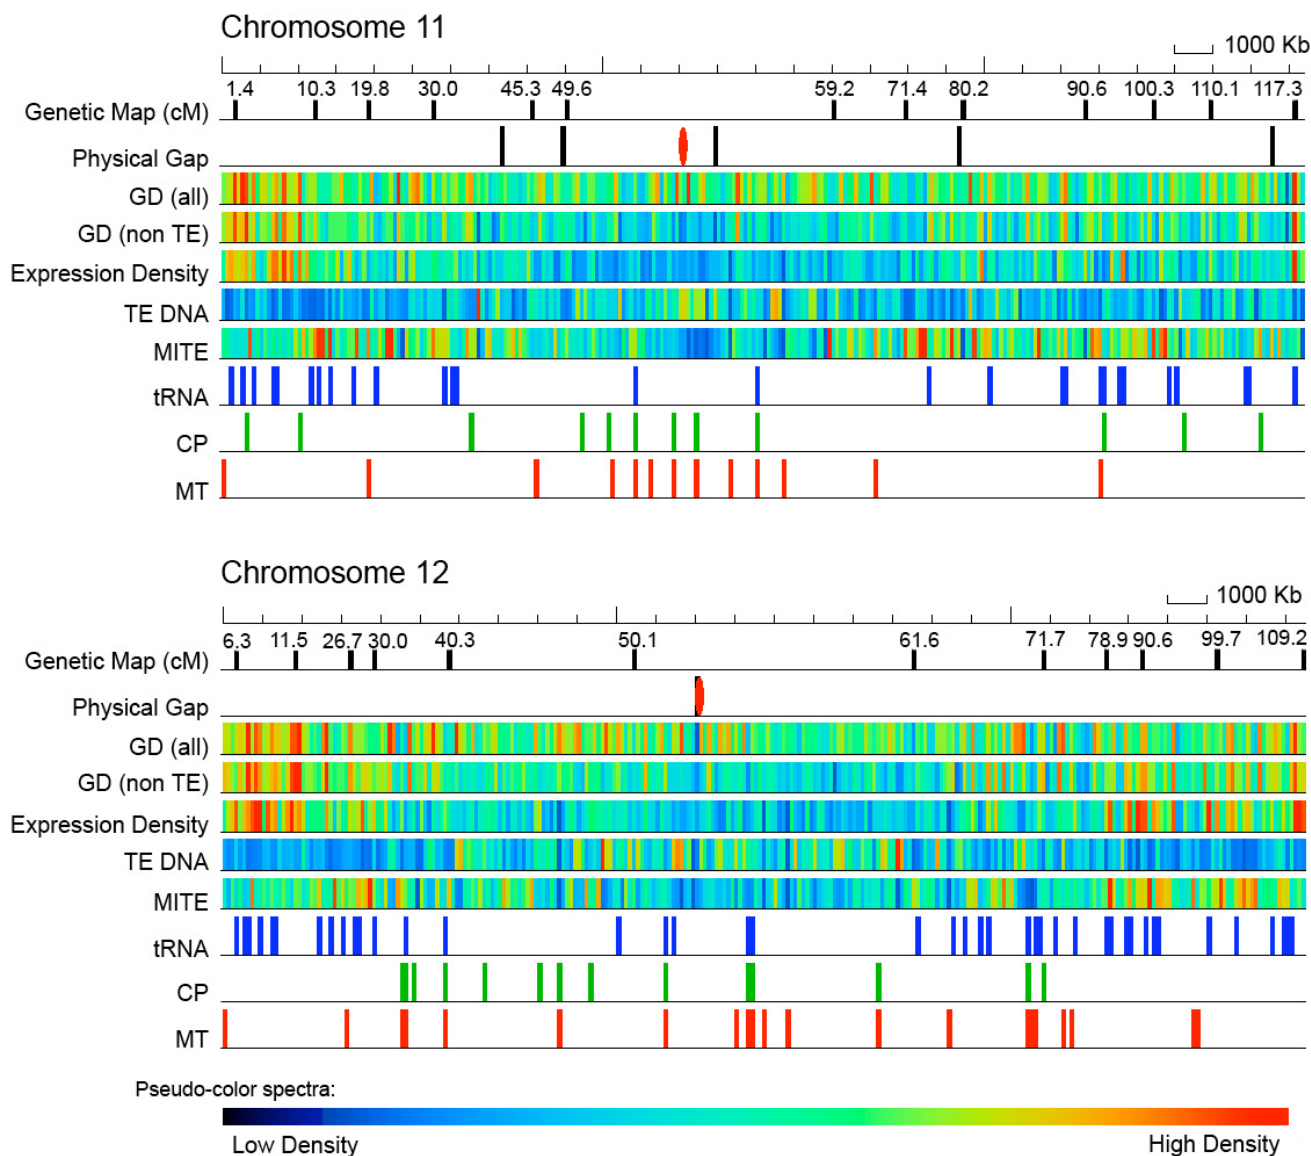 Chromosome 11
1000 Kb
1.4 10.3 19.8 30.0 45.3 49.6 59.2 71.4 80.2 90.6 100.3 110.1 117.3
Genetic Map (cM)
Physical Gap
GD (all)
GD (non TE)
Expression Density
TE DNA
MITE
tRNA
CP
MT
Chromosome 12
1000 Kb
6.3 11.5 26.7 30.0 40.3 50.1 61.6 71.7 78.9 90.6 99.7 109.2
Genetic Map (cM)
Physical Gap
GD (all)
GD (non TE)
Expression Density
TE DNA
MITE
tRNA
CP
MT
Pseudo-color spectra:
Low Density High Density